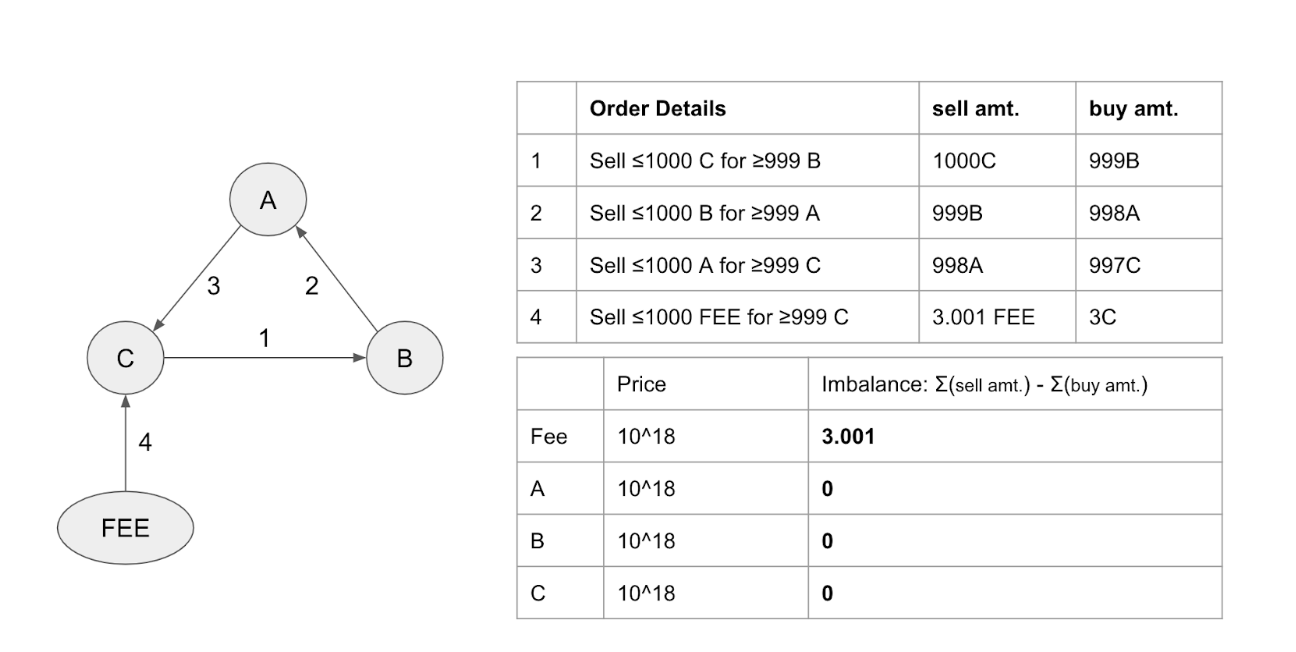 A
3
2
C
1
B
4
FEE
Order Details sell amt. buy amt.
1 Sell ≤1000 C for ≥999 B 1000C 999B
2 Sell ≤1000 B for ≥999 A 999B 998A
3 Sell ≤1000 A for ≥999 C 998A 997C
4 Sell ≤1000 FEE for ≥999 C 3.001 FEE 3C
Price Imbalance: Σ(sell amt.) - Σ(buy amt.)
Fee 10^18 3.001
A 10^18 0
B 10^18 0
C 10^18 0